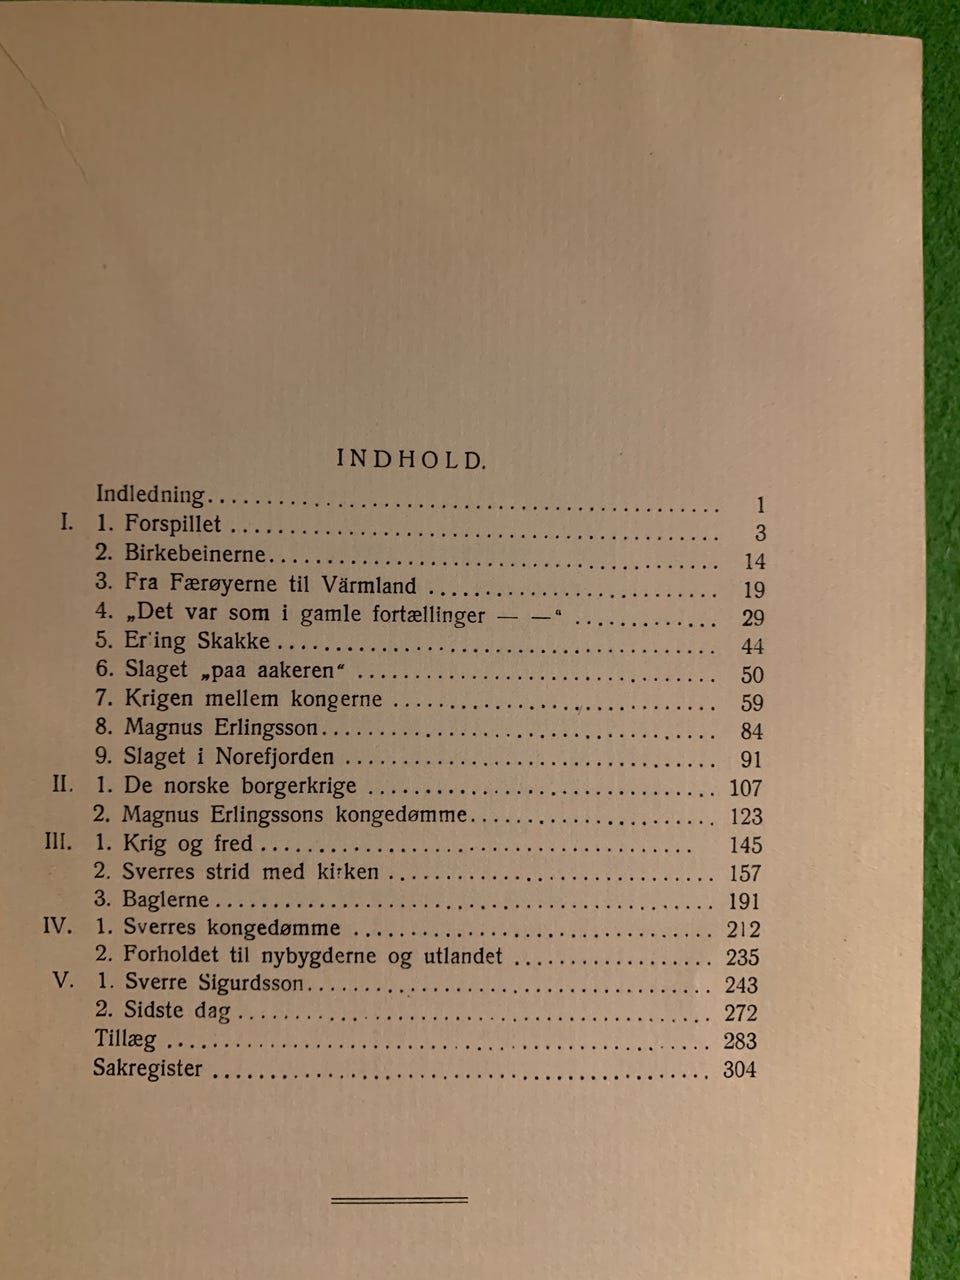 INDHOLD.
Indledning........................................... 1
I. 1. Forspillet .......................................... 3
2. Birkebeinerne....................................... 14
3. Fra Færøyerne til Värmland ......................... 19
4. „Det var som i gamle fortællinger — —“ ............. 29
5. Er'ing Skakke...................................... 44
6. Slaget „paa aakeren“ ............................... 50
7. Krigen mellem kongerne ............................ 59
8. Magnus Erlingsson.................................. 84
9. Slaget i Norefjorden ................................ 91
II. 1. De norske borgerkrige .............................. 107
2. Magnus Erlingssons kongedømme..................... 123
III. 1. Krig og fred..................................... 145
2. Sverres strid med kirken ............................ 157
3. Baglerne........................................... 191
IV. 1. Sverres kongedømme ............................... 212
2. Forholdet til nybygderne og utlandet ................. 235
V. 1. Sverre Sigurdsson................................... 243
2. Sidste dag......................................... 272
Tillæg ............................................... 283
Sakregister ........................................... 304